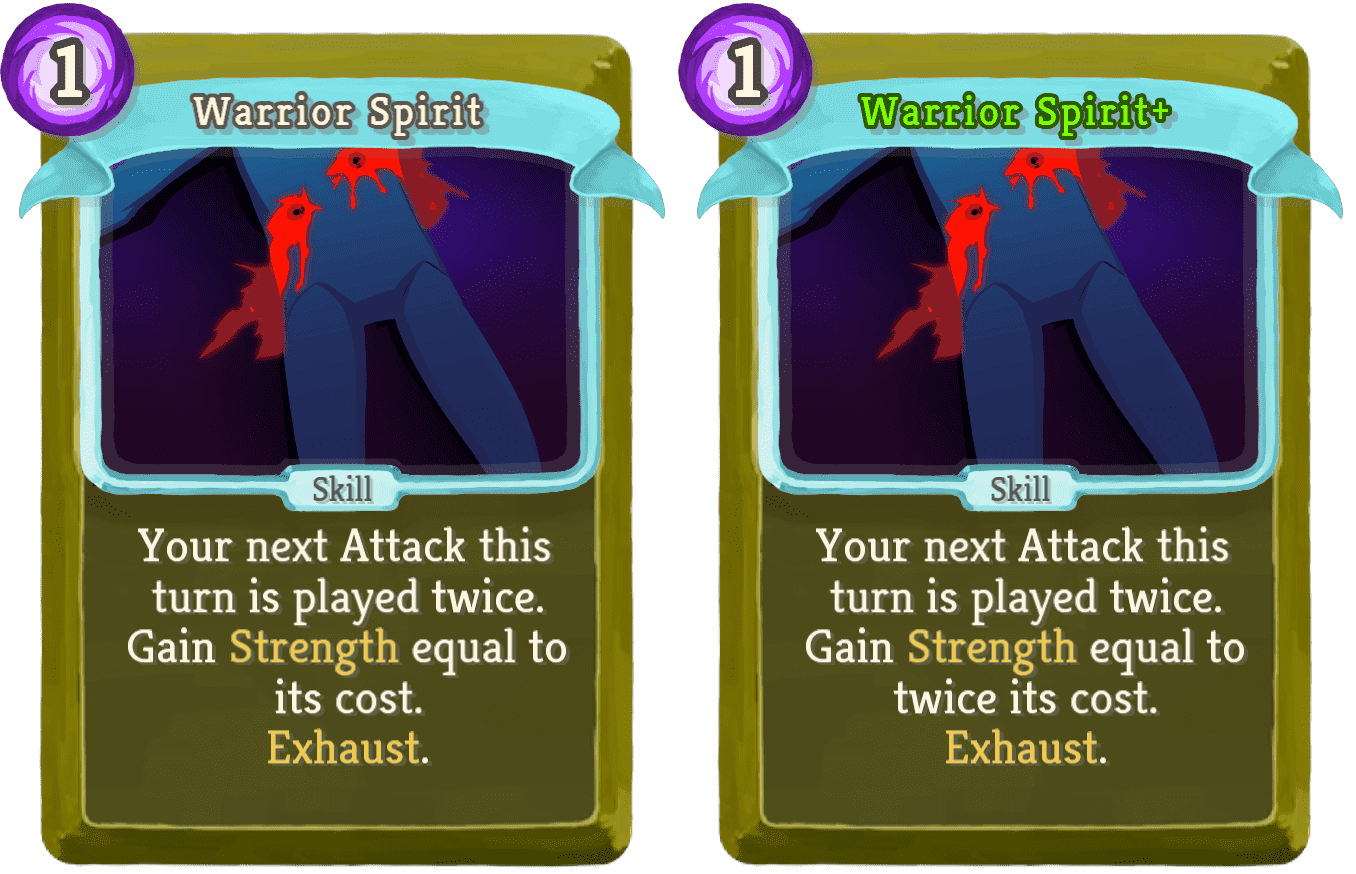 1
Warrior Spirit
Skill
Your next Attack this
turn is played twice.
Gain Strength equal to
its cost.
Exhaust.
1
Warrior Spirit+
Skill
Your next Attack this
turn is played twice.
Gain Strength equal to
twice its cost.
Exhaust.